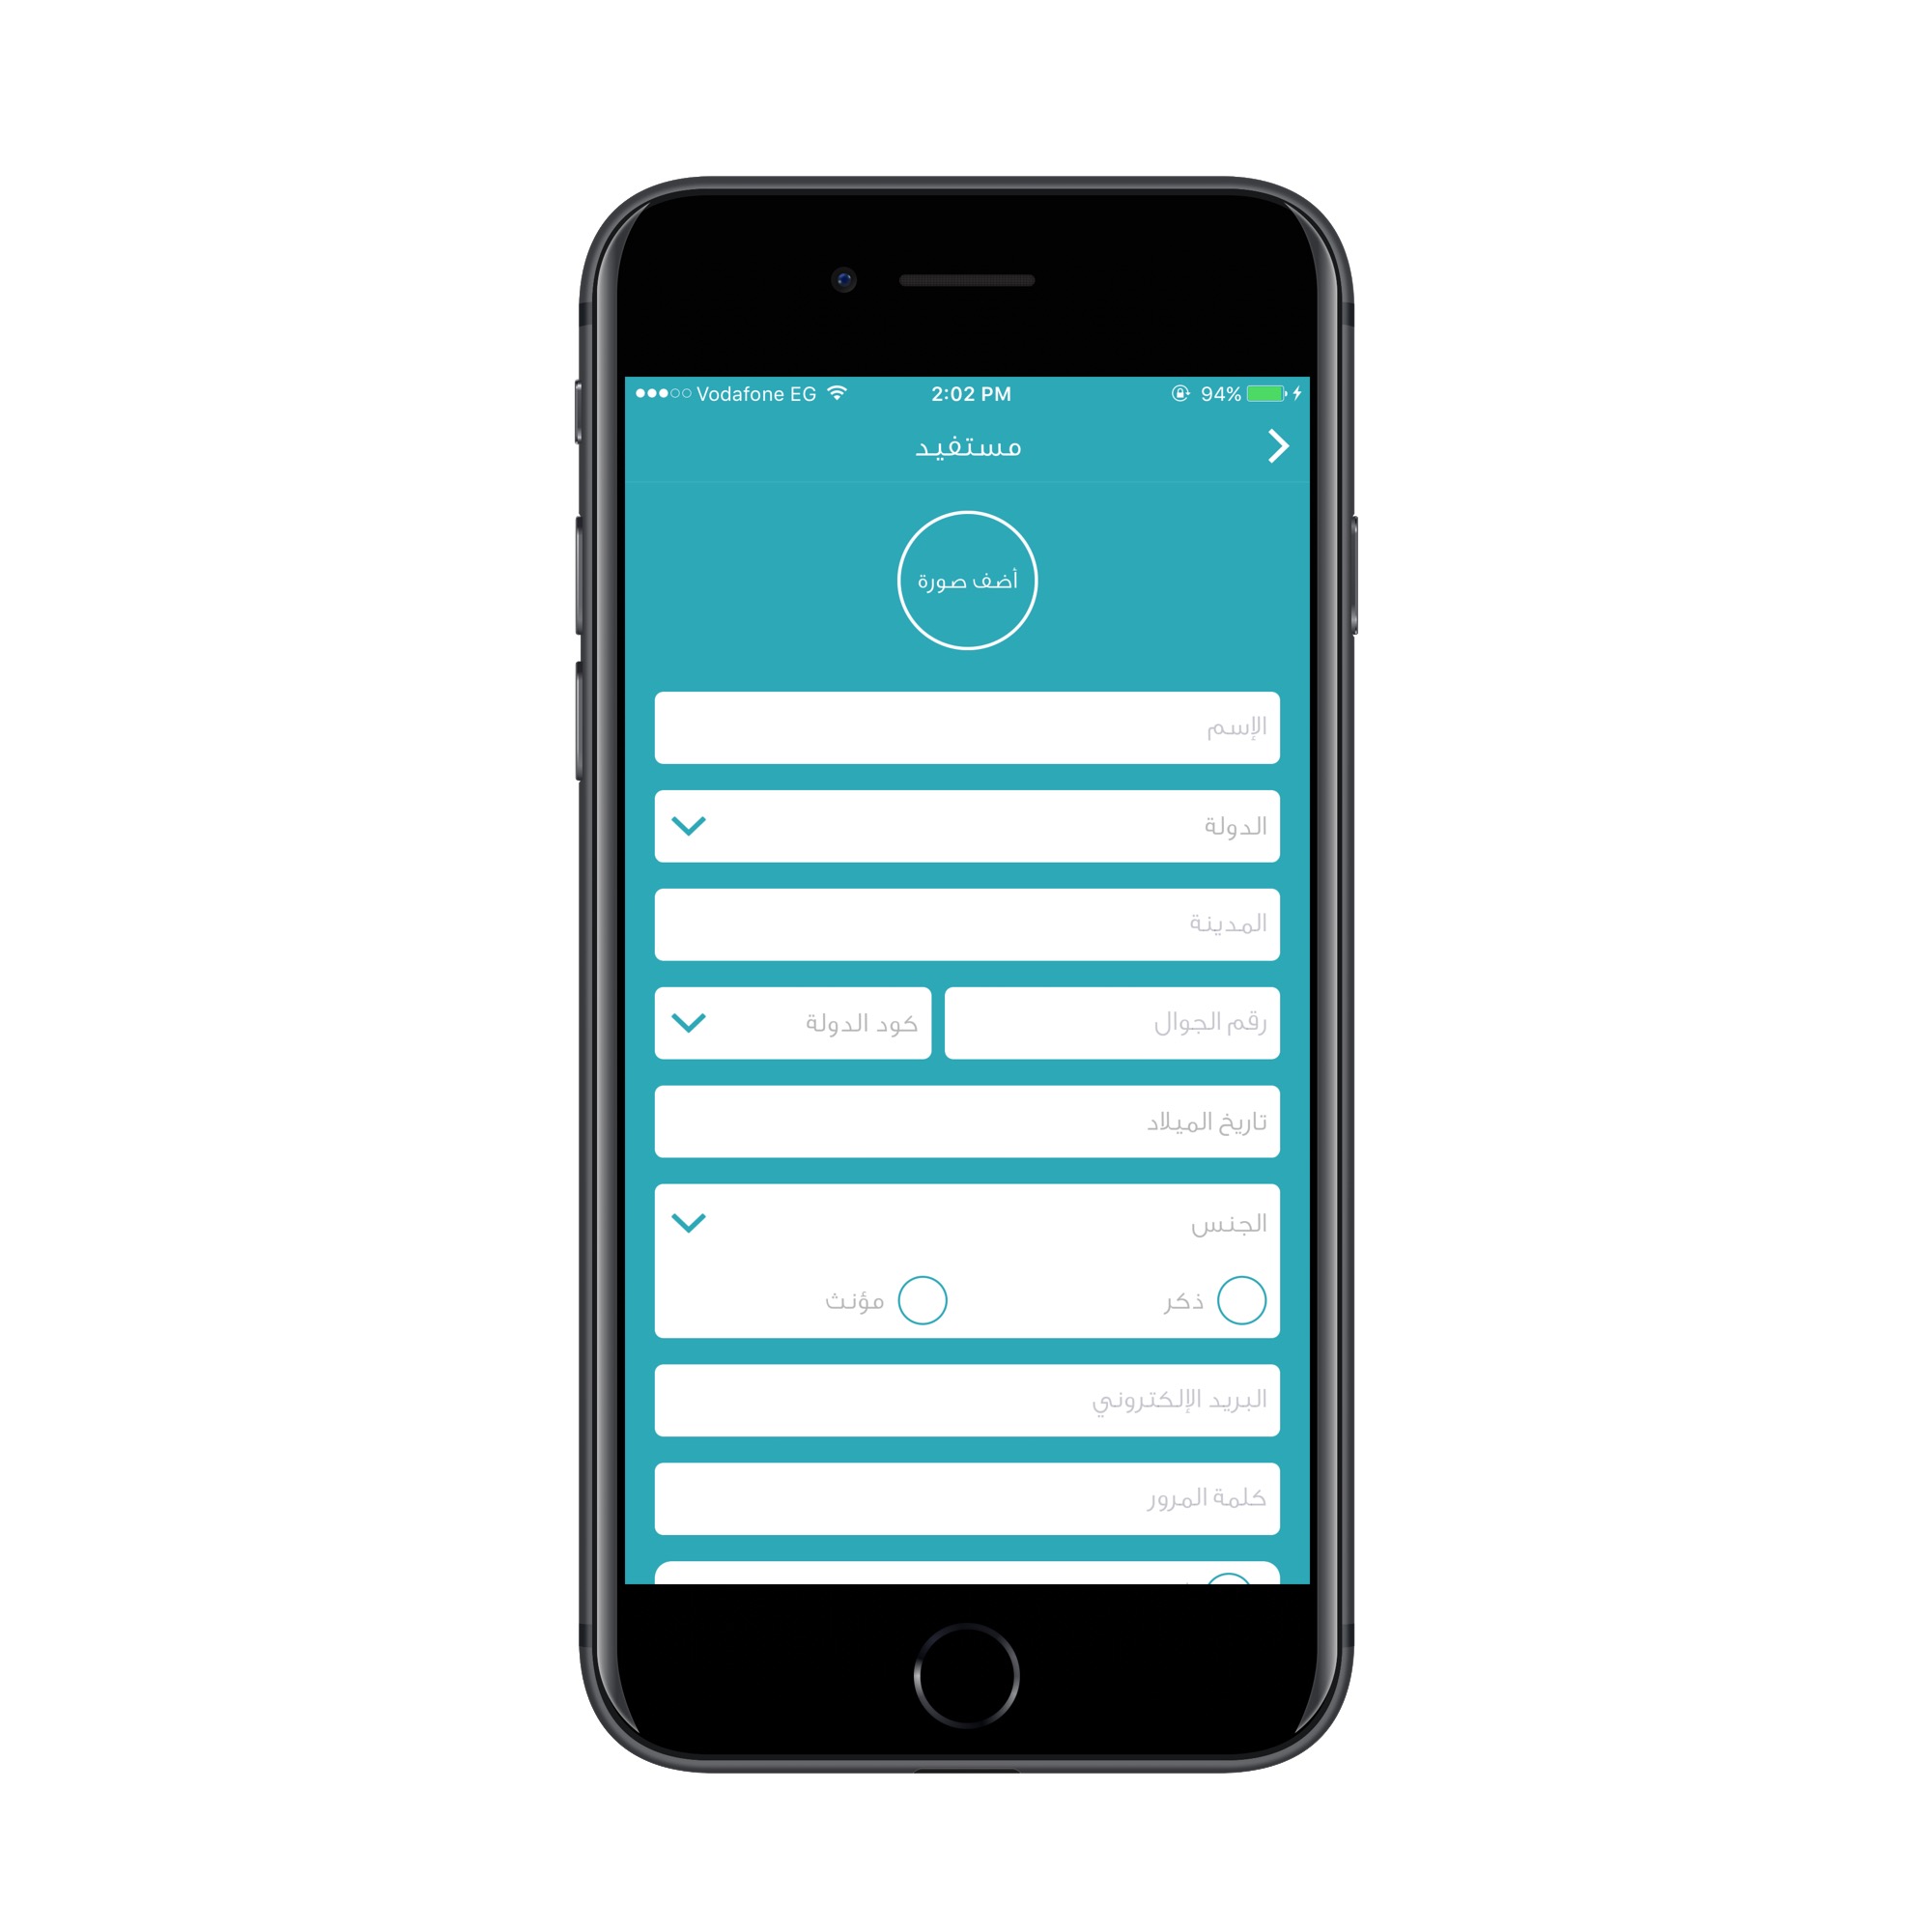 Vodafone EG 2:02 PM 94%
مستفيد
أضف صورة
الإسم
الدولة
المدينة
رقم الجوال كود الدولة
تاريخ الميلاد
الجنس
ذكر مؤنث
البريد الإلكتروني
كلمة المرور